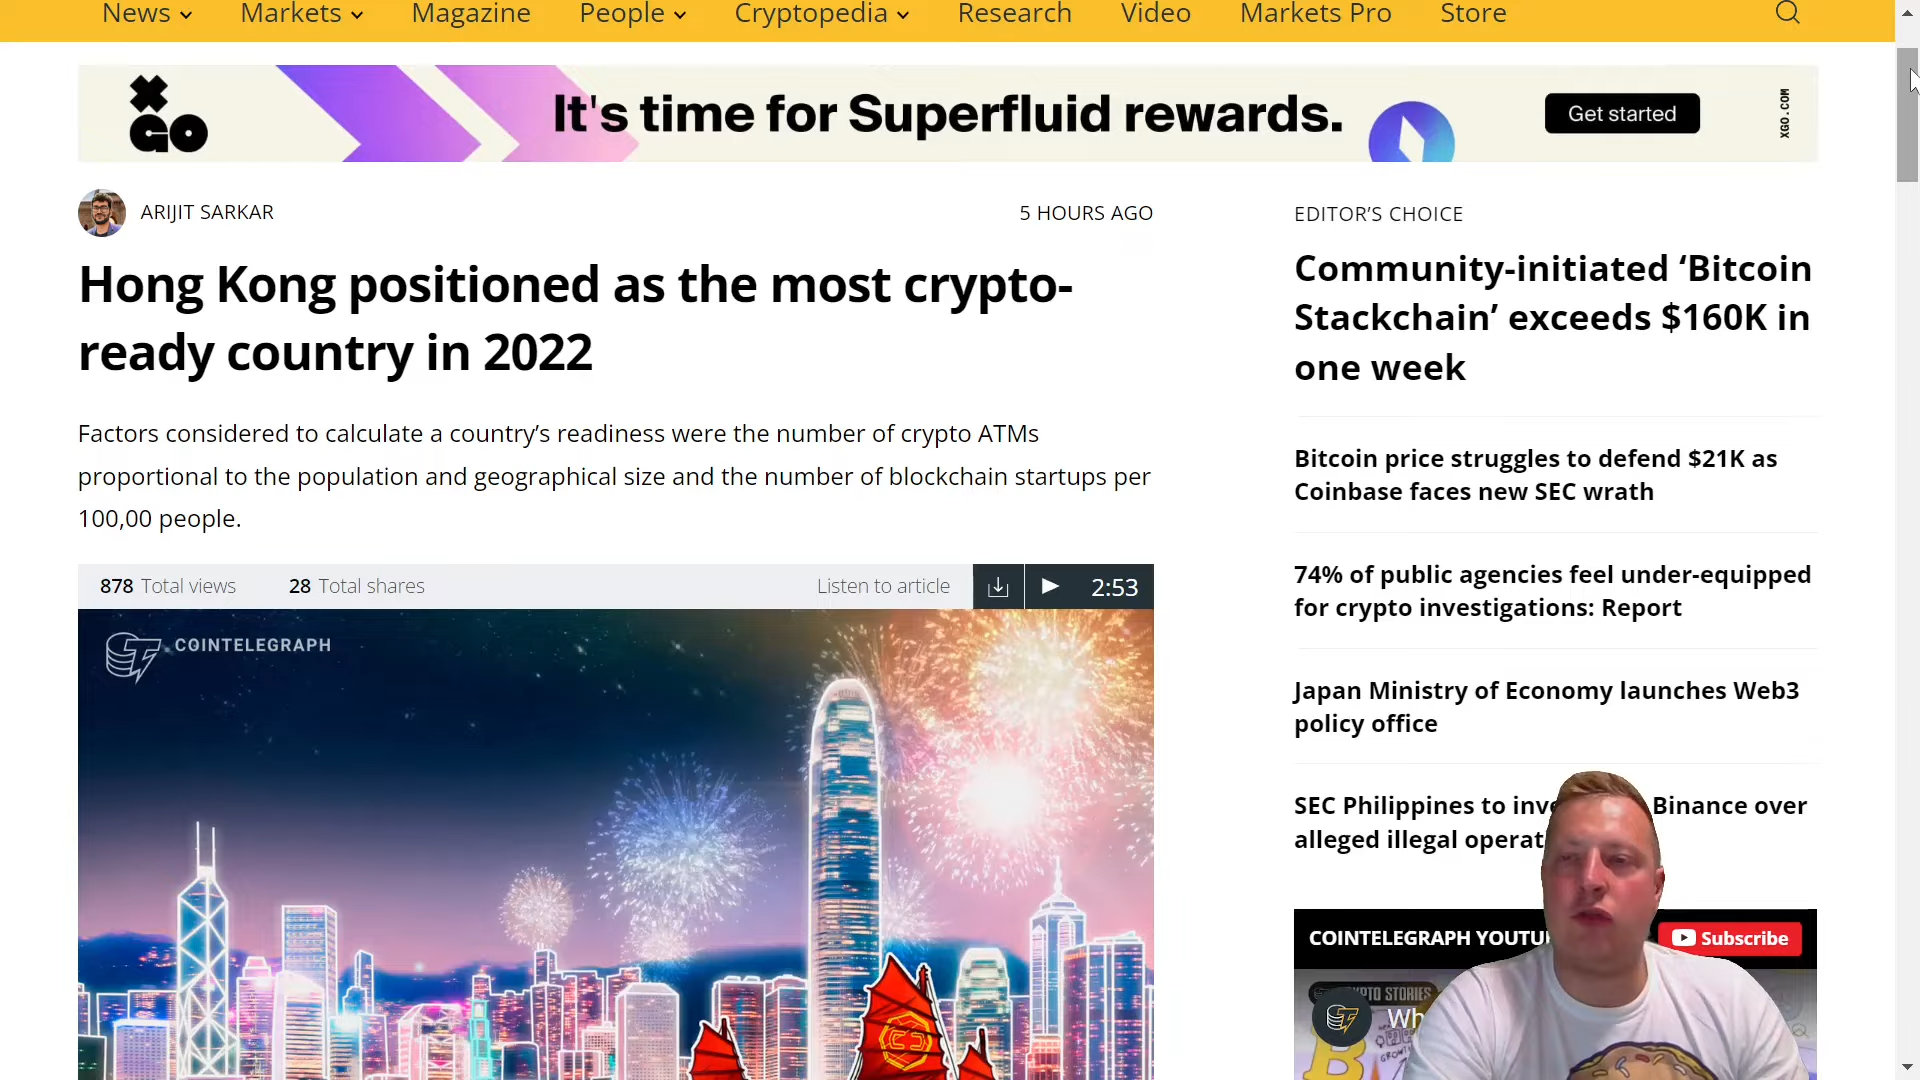 News
Markets
Magazine
People
Cryptopedia
Research
Video
Markets Pro
Store
XGO
It's time for Superfluid rewards.
Get started
XGO.COM
ARIJIT SARKAR
5 HOURS AGO
Hong Kong positioned as the most crypto-
ready country in 2022
Factors considered to calculate a country’s readiness were the number of crypto ATMs
proportional to the population and geographical size and the number of blockchain startups per
100,00 people.
878 Total views
28 Total shares
Listen to article
2:53
COINTELEGRAPH
EDITOR’S CHOICE
Community-initiated ‘Bitcoin
Stackchain’ exceeds $160K in
one week
Bitcoin price struggles to defend $21K as
Coinbase faces new SEC wrath
74% of public agencies feel under-equipped
for crypto investigations: Report
Japan Ministry of Economy launches Web3
policy office
SEC Philippines to Binance over
alleged illegal
COINTELEGRAPH
Subscribe
STORIES